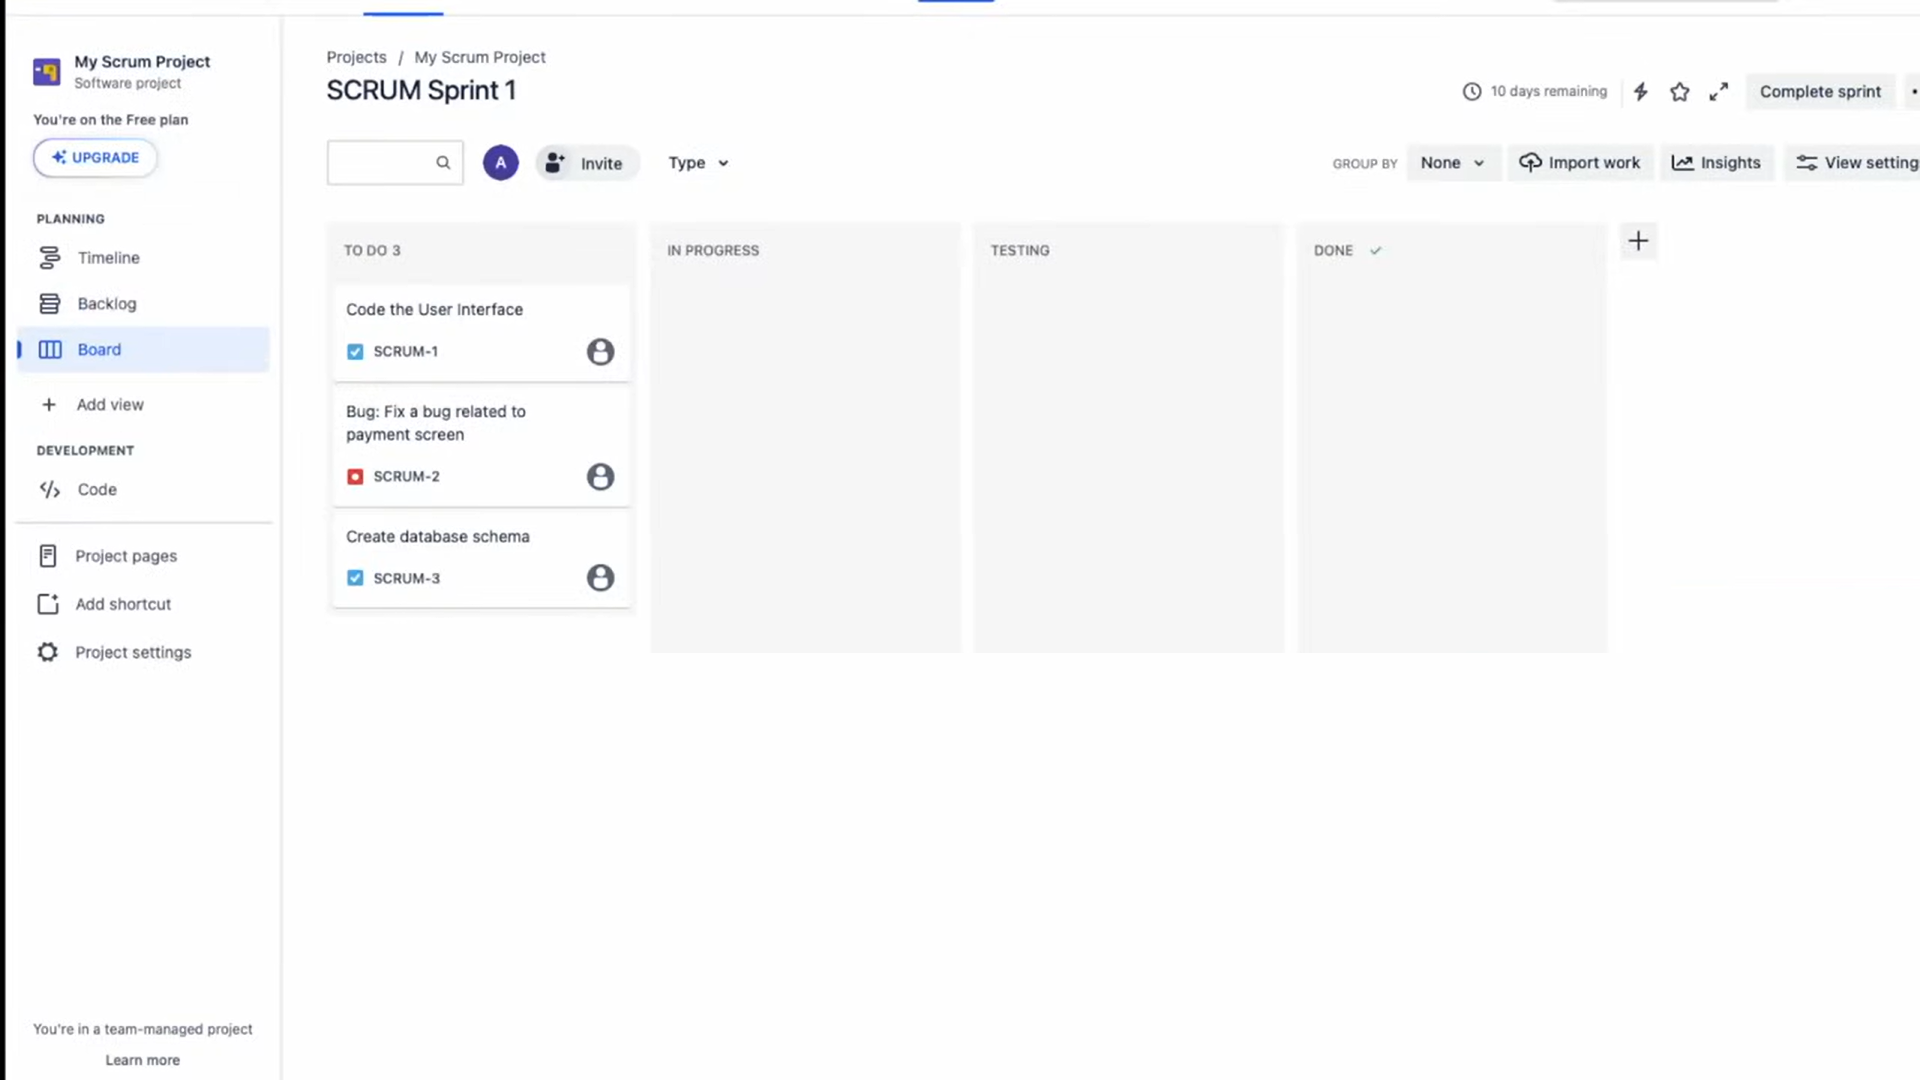 My Scrum Project
Software project
You're on the Free plan
UPGRADE
PLANNING
Timeline
Backlog
Board
Add view
DEVELOPMENT
Code
Project pages
Add shortcut
Project settings
You're in a team-managed project
Learn more
Projects / My Scrum Project
SCRUM Sprint 1
10 days remaining
Complete sprint
A
Invite
Type
GROUP BY
None
Import work
Insights
View setting
TO DO 3
Code the User Interface
SCRUM-1
Bug: Fix a bug related to
payment screen
SCRUM-2
Create database schema
SCRUM-3
IN PROGRESS
TESTING
DONE